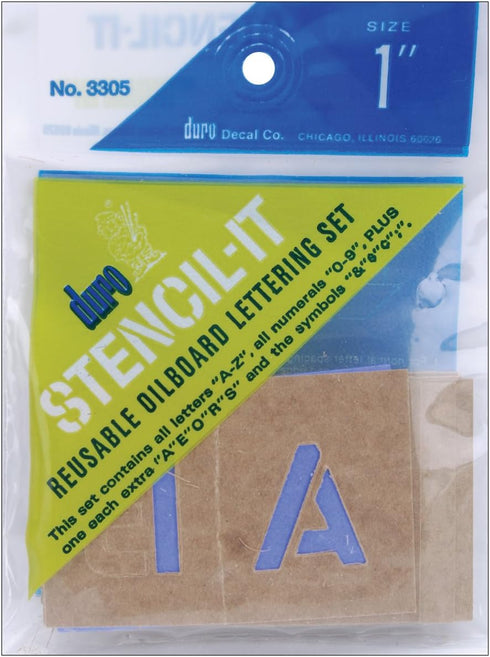 SIZE
1"
No. 3305
duro Decal Co. CHICAGO, ILLINOIS 60626
duro
STENCIL-IT
REUSABLE OILBOARD LETTERING SET
This set contains all letters "A-Z", all numerals "0-9", PLUS
one each extra "A"E"O"R"S" and the symbols "&"$"¢";".
A